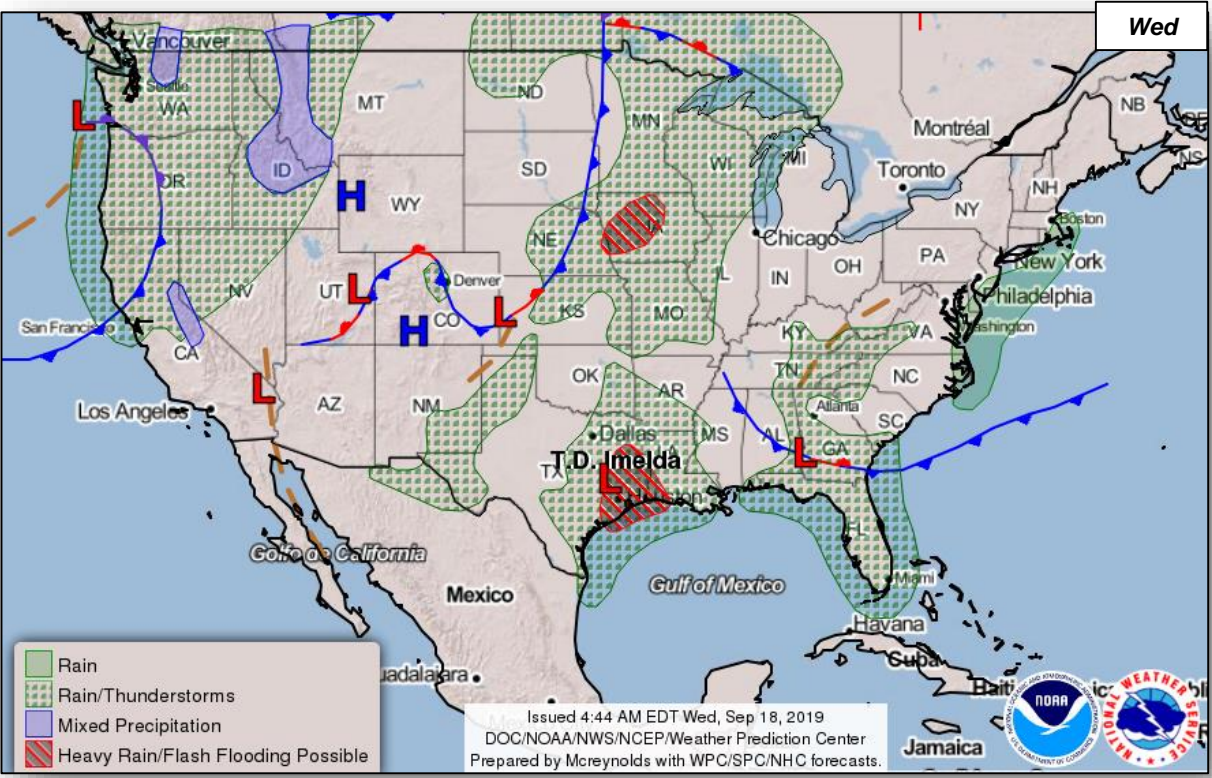 Wed
Vancouver
Seattle
WA
MT
ND
MN
Montréal
NB
NS
OR
ID
SD
WI
MI
Toronto
NH
H
WY
NY
Boston
L
NE
IA
Chicago
PA
New York
IN
OH
IL
NV
UT
L
Denver
Philadelphia
San Francisco
H
CO
L
KS
MO
KY
VA
Washington
CA
L
OK
TN
NC
Los Angeles
AZ
NM
AR
Atlanta
SC
Dallas
MS
AL
L
GA
TX
T.D. Imelda
L
Houston
FL
Golfo de California
Gulf of Mexico
Miami
Mexico
Havana
Cuba
Haiti
Jamaica
Rain
Rain/Thunderstorms
Mixed Precipitation
Heavy Rain/Flash Flooding Possible
Issued 4:44 AM EDT Wed, Sep 18, 2019
DOC/NOAA/NWS/NCEP/Weather Prediction Center
Prepared by Mcreynolds with WPC/SPC/NHC forecasts.
NOAA
NATIONAL WEATHER SERVICE